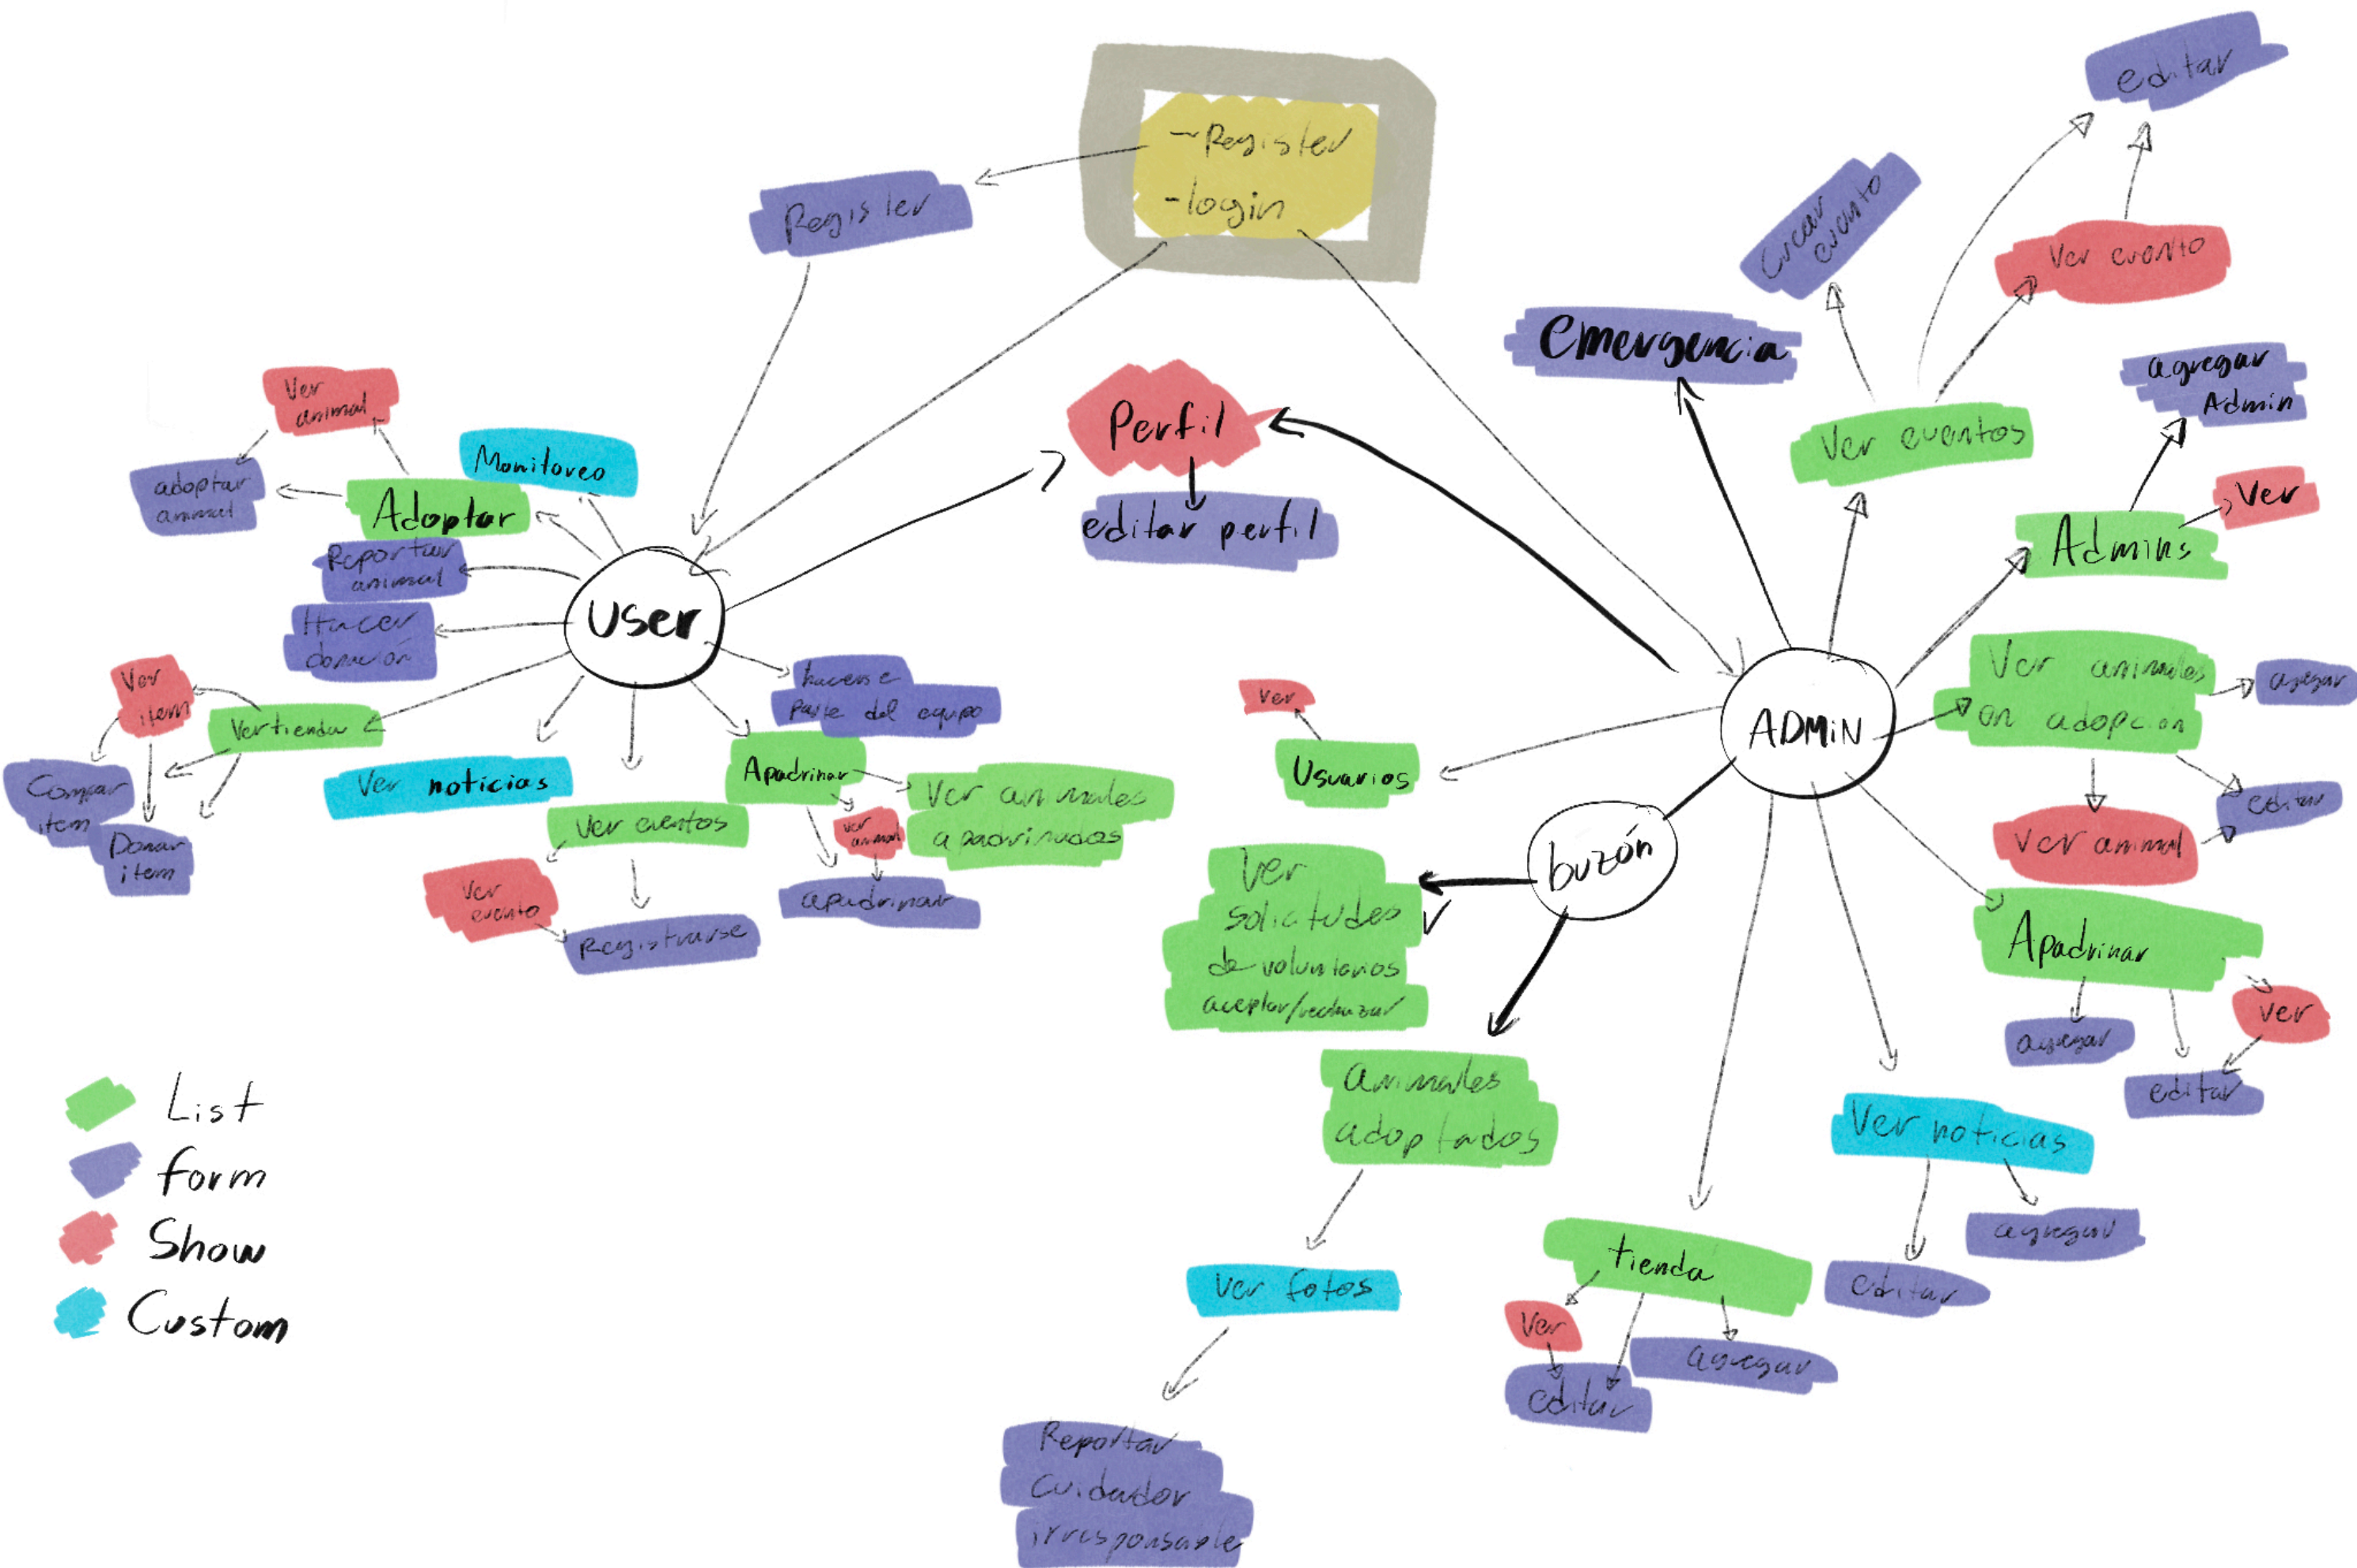 - Register
- login
Register
Perfil
editar perfil
User
Monitoreo
Adoptar
Ver
animal
adoptar
animal
Reportar
animal
Hacer
donación
Ver tienda
Ver
item
Compar
item
Donar
item
Ver noticias
Ver eventos
Ver
evento
Registrarse
Apadrinar
Ver
animal
apadrinar
Ver animales
apadrinados
hacerse
parte del equipo
ADMiN
emergencia
Ver eventos
Crear
evento
Ver evento
editar
Admins
agregar
Admin
Ver
Ver animales
en adopción
agregar
editar
Ver animal
Apadrinar
agregar
Ver
editar
Ver noticias
agregar
editar
tienda
Ver
editar
agregar
Usuarios
Ver
buzón
Ver
solicitudes
de voluntarios
aceptar/rechazar
animales
adoptados
Ver fotos
Reportar
cuidador
irresponsable
List
form
Show
Custom